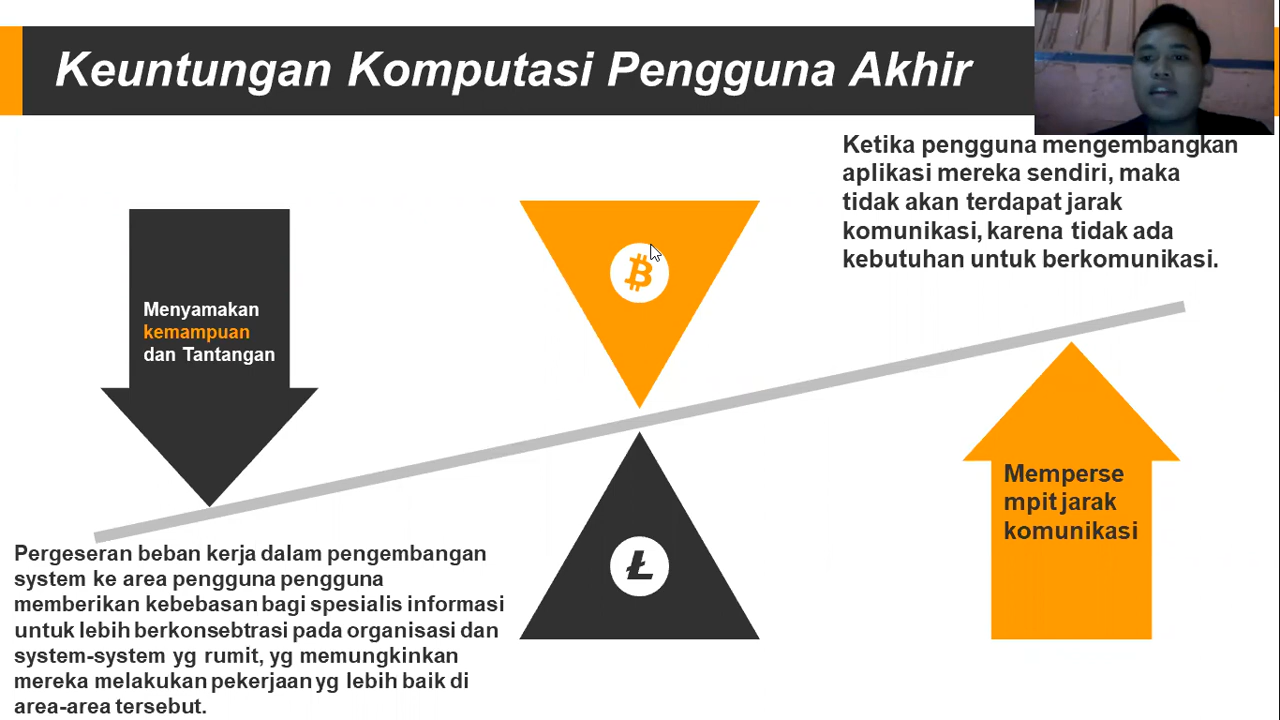 Keuntungan Komputasi Pengguna Akhir
Ketika pengguna mengembangkan
aplikasi mereka sendiri, maka
tidak akan terdapat jarak
komunikasi, karena tidak ada
kebutuhan untuk berkomunikasi.
Menyamakan
kemampuan
dan Tantangan
Memperse
mpit jarak
komunikasi
Pergeseran beban kerja dalam pengembangan
system ke area pengguna pengguna
memberikan kebebasan bagi spesialis informasi
untuk lebih berkonsebtrasi pada organisasi dan
system-system yg rumit, yg memungkinkan
mereka melakukan pekerjaan yg lebih baik di
area-area tersebut.